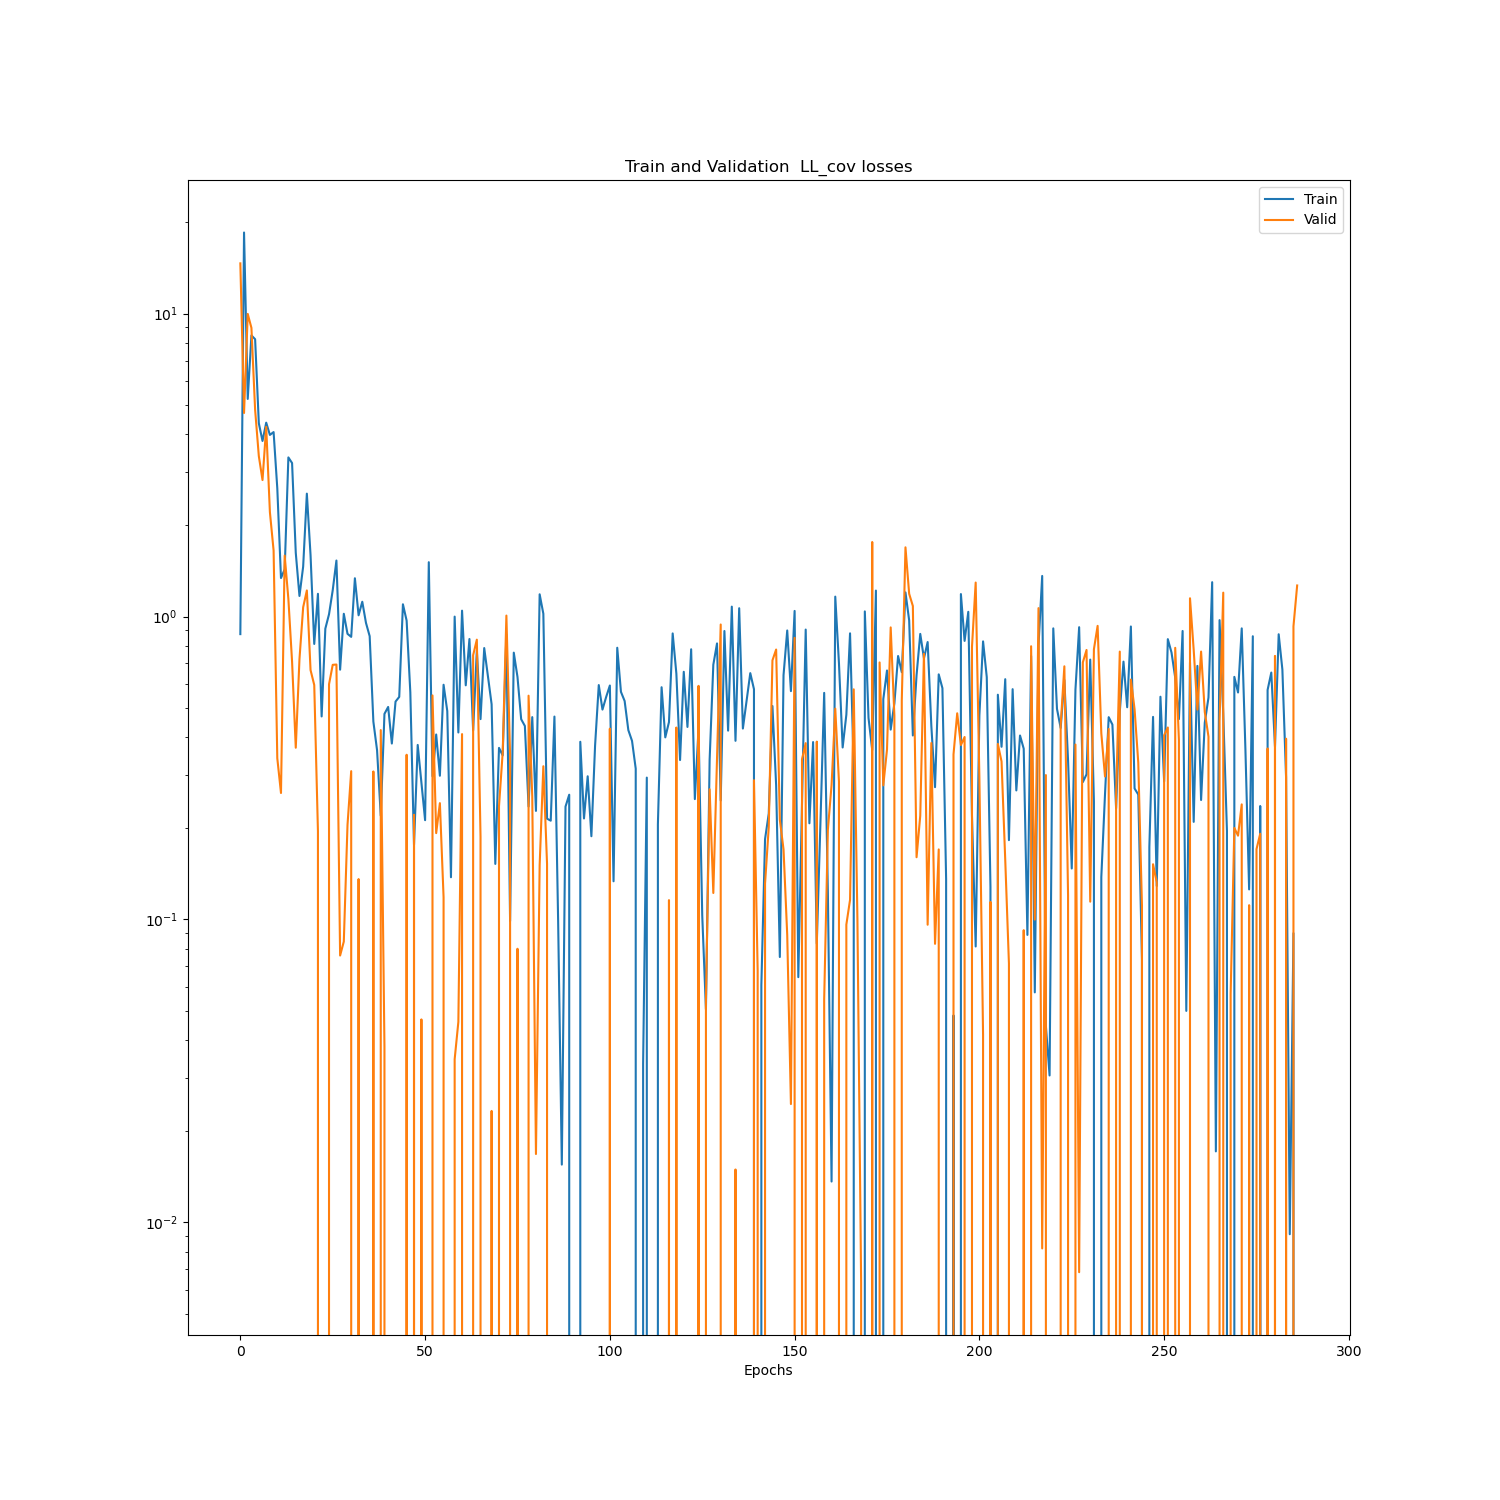 Train and Validation  LL_cov losses
Train
Valid
10¹
10⁰
10⁻¹
10⁻²
0 50 100 150 200 250 300
Epochs